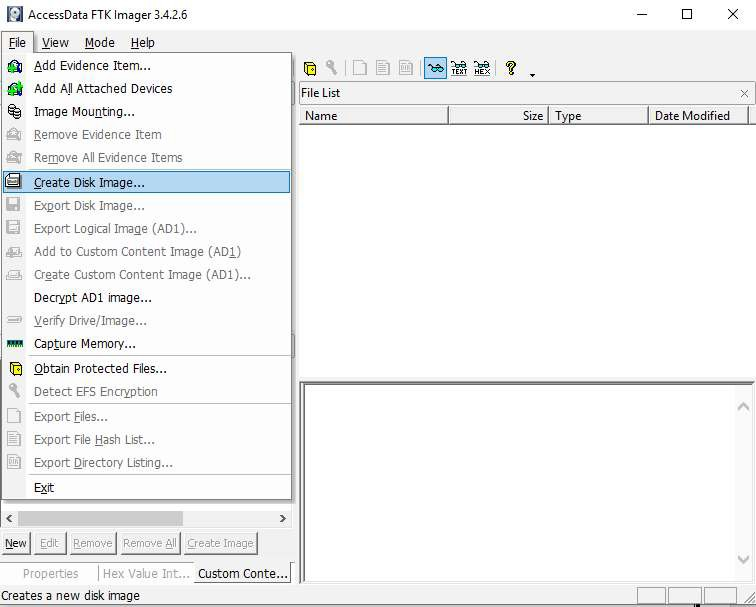 AccessData FTK Imager 3.4.2.6
File View Mode Help
Add Evidence Item...
Add All Attached Devices
Image Mounting...
Remove Evidence Item
Remove All Evidence Items
Create Disk Image...
Export Disk Image...
Export Logical Image (AD1)...
Add to Custom Content Image (AD1)
Create Custom Content Image (AD1)...
Decrypt AD1 image...
Verify Drive/Image...
Capture Memory...
Obtain Protected Files...
Detect EFS Encryption
Export Files...
Export File Hash List...
Export Directory Listing...
Exit
New Edit Remove Remove All Create Image
Properties Hex Value Int... Custom Conte...
Creates a new disk image
TEXT HEX ?
File List
Name Size Type Date Modified